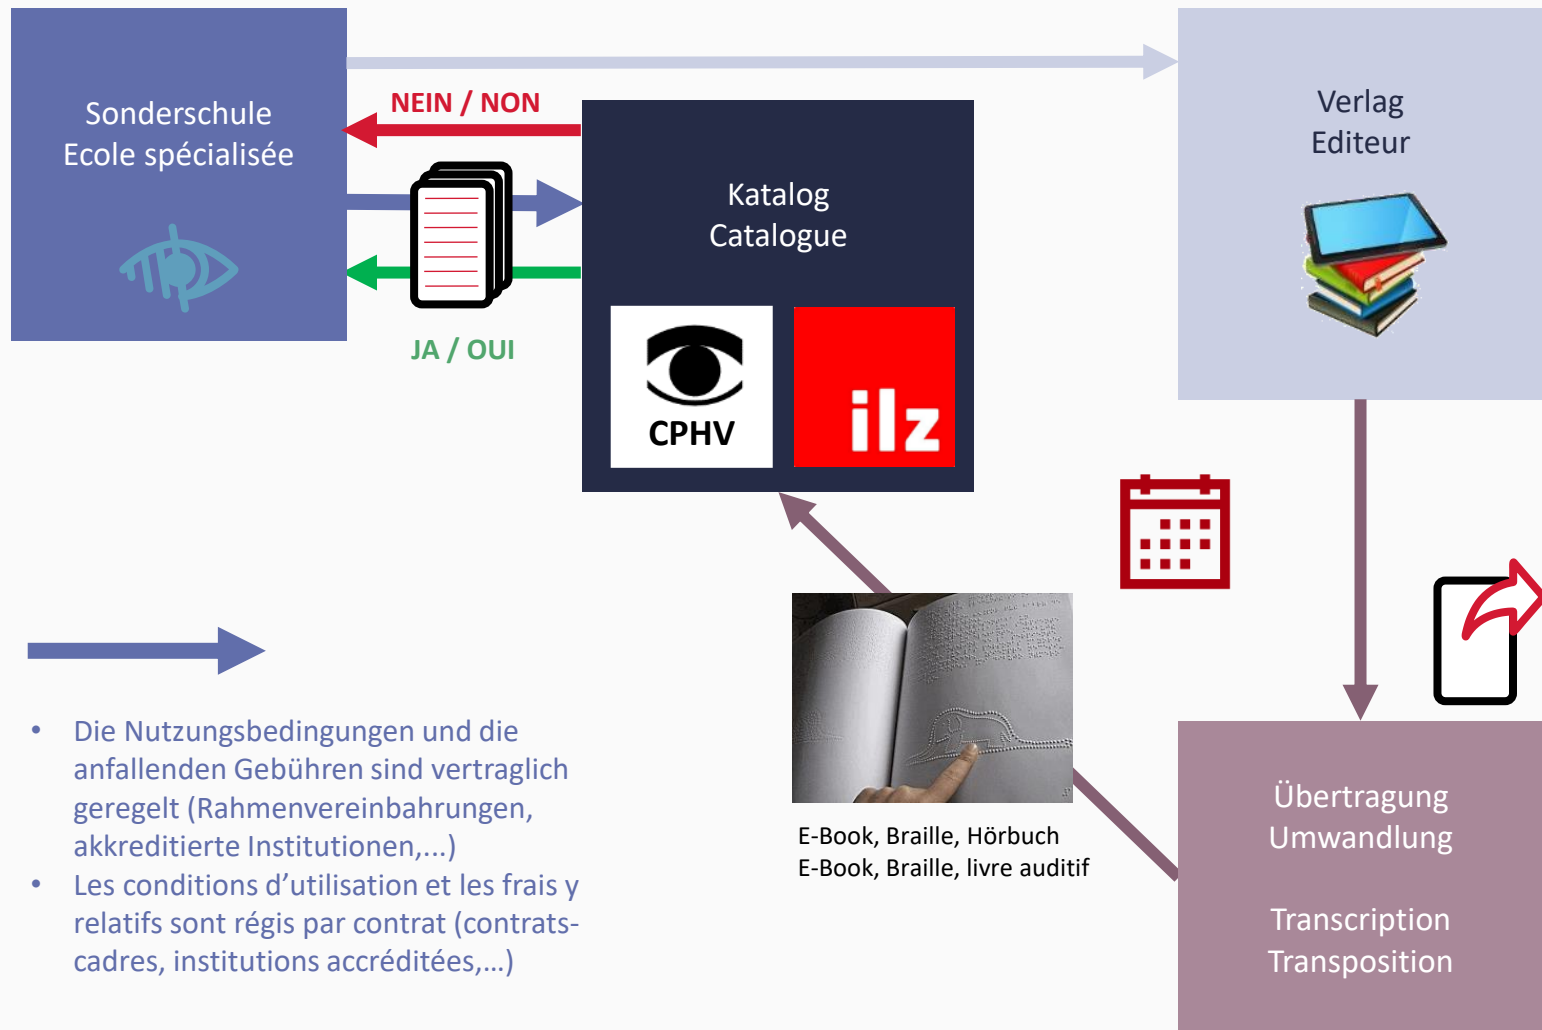 Sonderschule
Ecole spécialisée
NEIN / NON
JA / OUI
Katalog
Catalogue
CPHV
ilz
Verlag
Editeur
• Die Nutzungsbedingungen und die
anfallenden Gebühren sind vertraglich
geregelt (Rahmenvereinbahrungen,
akkreditierte Institutionen,...)
• Les conditions d’utilisation et les frais y
relatifs sont régis par contrat (contrats-
cadres, institutions accréditées,…)
E-Book, Braille, Hörbuch
E-Book, Braille, livre auditif
Übertragung
Umwandlung
Transcription
Transposition